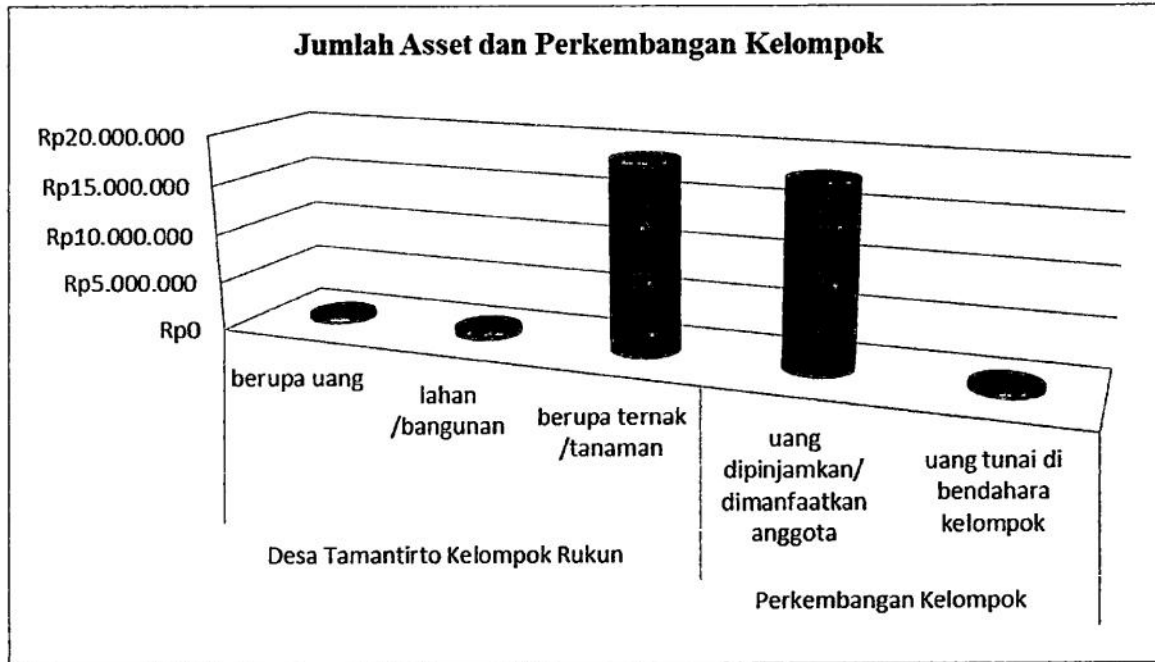 Jumlah Asset dan Perkembangan Kelompok
Rp20.000.000
Rp15.000.000
Rp10.000.000
Rp5.000.000
Rp0
berupa uang
lahan
/bangunan
berupa ternak
/tanaman
uang
dipinjamkan/
dimanfaatkan
anggota
uang tunai di
bendahara
kelompok
Desa Tamantirto Kelompok Rukun
Perkembangan Kelompok